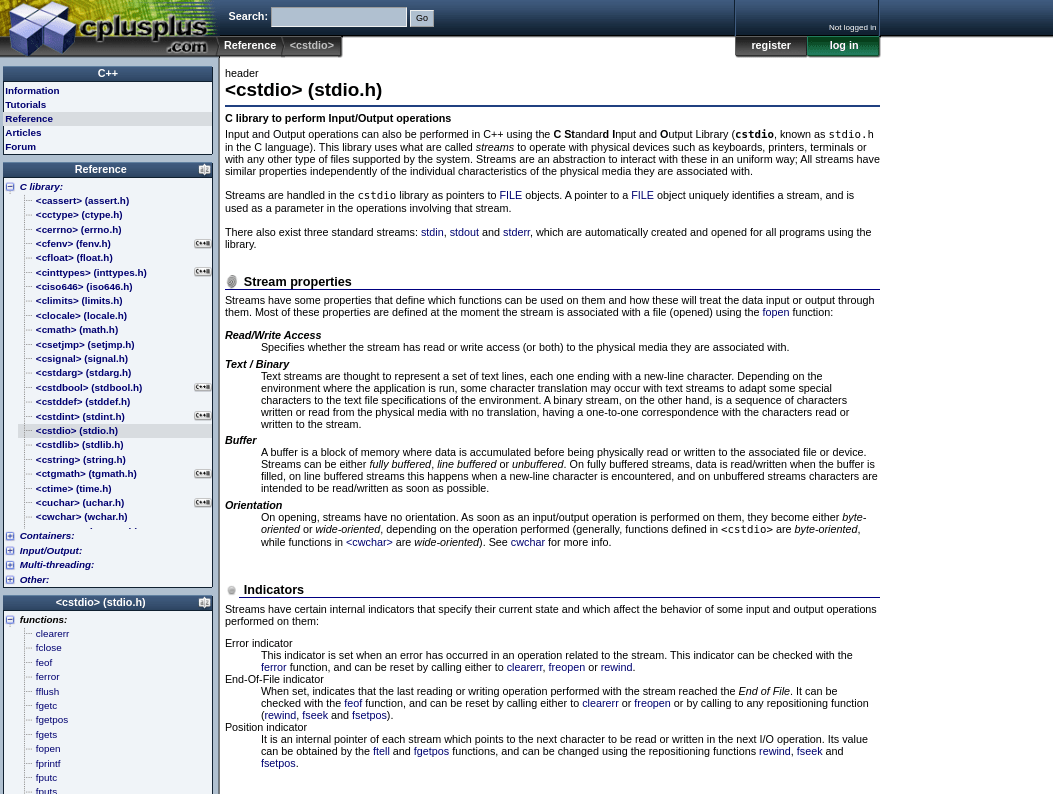 cplusplus
.com
Search:
Go
Not logged in
Reference
<cstdio>
register
log in
C++
Information
Tutorials
Reference
Articles
Forum
Reference
C library:
<cassert> (assert.h)
<cctype> (ctype.h)
<cerrno> (errno.h)
<cfenv> (fenv.h)
<cfloat> (float.h)
<cinttypes> (inttypes.h)
<ciso646> (iso646.h)
<climits> (limits.h)
<clocale> (locale.h)
<cmath> (math.h)
<csetjmp> (setjmp.h)
<csignal> (signal.h)
<cstdarg> (stdarg.h)
<cstdbool> (stdbool.h)
<cstddef> (stddef.h)
<cstdint> (stdint.h)
<cstdio> (stdio.h)
<cstdlib> (stdlib.h)
<cstring> (string.h)
<ctgmath> (tgmath.h)
<ctime> (time.h)
<cuchar> (uchar.h)
<cwchar> (wchar.h)
Containers:
Input/Output:
Multi-threading:
Other:
<cstdio> (stdio.h)
functions:
clearerr
fclose
feof
ferror
fflush
fgetc
fgetpos
fgets
fopen
fprintf
fputc
fputs
header
<cstdio> (stdio.h)
C library to perform Input/Output operations
Input and Output operations can also be performed in C++ using the C Standard Input and Output Library (cstdio, known as stdio.h
in the C language). This library uses what are called streams to operate with physical devices such as keyboards, printers, terminals or
with any other type of files supported by the system. Streams are an abstraction to interact with these in an uniform way; All streams have
similar properties independently of the individual characteristics of the physical media they are associated with.
Streams are handled in the cstdio library as pointers to FILE objects. A pointer to a FILE object uniquely identifies a stream, and is
used as a parameter in the operations involving that stream.
There also exist three standard streams: stdin, stdout and stderr, which are automatically created and opened for all programs using the
library.
Stream properties
Streams have some properties that define which functions can be used on them and how these will treat the data input or output through
them. Most of these properties are defined at the moment the stream is associated with a file (opened) using the fopen function:
Read/Write Access
Specifies whether the stream has read or write access (or both) to the physical media they are associated with.
Text / Binary
Text streams are thought to represent a set of text lines, each one ending with a new-line character. Depending on the
environment where the application is run, some character translation may occur with text streams to adapt some special
characters to the text file specifications of the environment. A binary stream, on the other hand, is a sequence of characters
written or read from the physical media with no translation, having a one-to-one correspondence with the characters read or
written to the stream.
Buffer
A buffer is a block of memory where data is accumulated before being physically read or written to the associated file or device.
Streams can be either fully buffered, line buffered or unbuffered. On fully buffered streams, data is read/written when the buffer is
filled, on line buffered streams this happens when a new-line character is encountered, and on unbuffered streams characters are
intended to be read/written as soon as possible.
Orientation
On opening, streams have no orientation. As soon as an input/output operation is performed on them, they become either byte-
oriented or wide-oriented, depending on the operation performed (generally, functions defined in <cstdio> are byte-oriented,
while functions in <cwchar> are wide-oriented). See cwchar for more info.
Indicators
Streams have certain internal indicators that specify their current state and which affect the behavior of some input and output operations
performed on them:
Error indicator
This indicator is set when an error has occurred in an operation related to the stream. This indicator can be checked with the
ferror function, and can be reset by calling either to clearerr, freopen or rewind.
End-Of-File indicator
When set, indicates that the last reading or writing operation performed with the stream reached the End of File. It can be
checked with the feof function, and can be reset by calling either to clearerr or freopen or by calling to any repositioning function
(rewind, fseek and fsetpos).
Position indicator
It is an internal pointer of each stream which points to the next character to be read or written in the next I/O operation. Its value
can be obtained by the ftell and fgetpos functions, and can be changed using the repositioning functions rewind, fseek and
fsetpos.